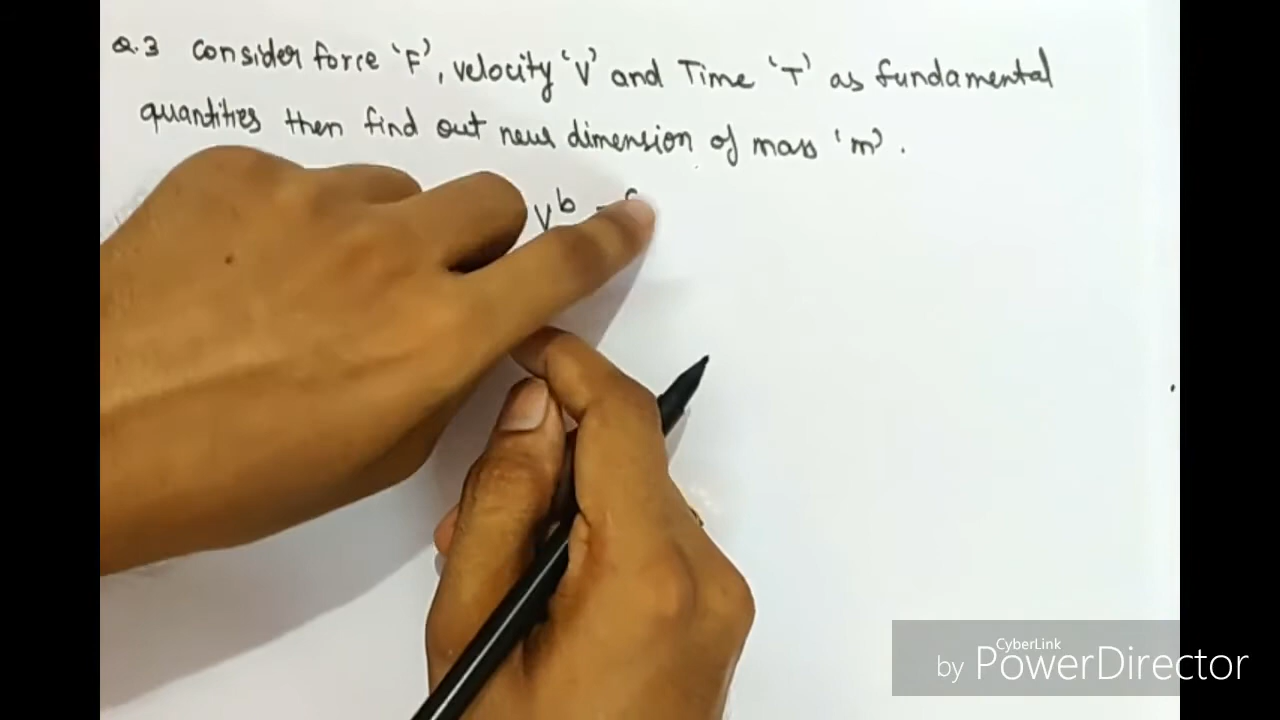 Q.3 Consider force 'F', velocity 'V' and Time 'T' as fundamental
quantities then find out new dimension of mass 'm'.
V^b
CyberLink
by PowerDirector